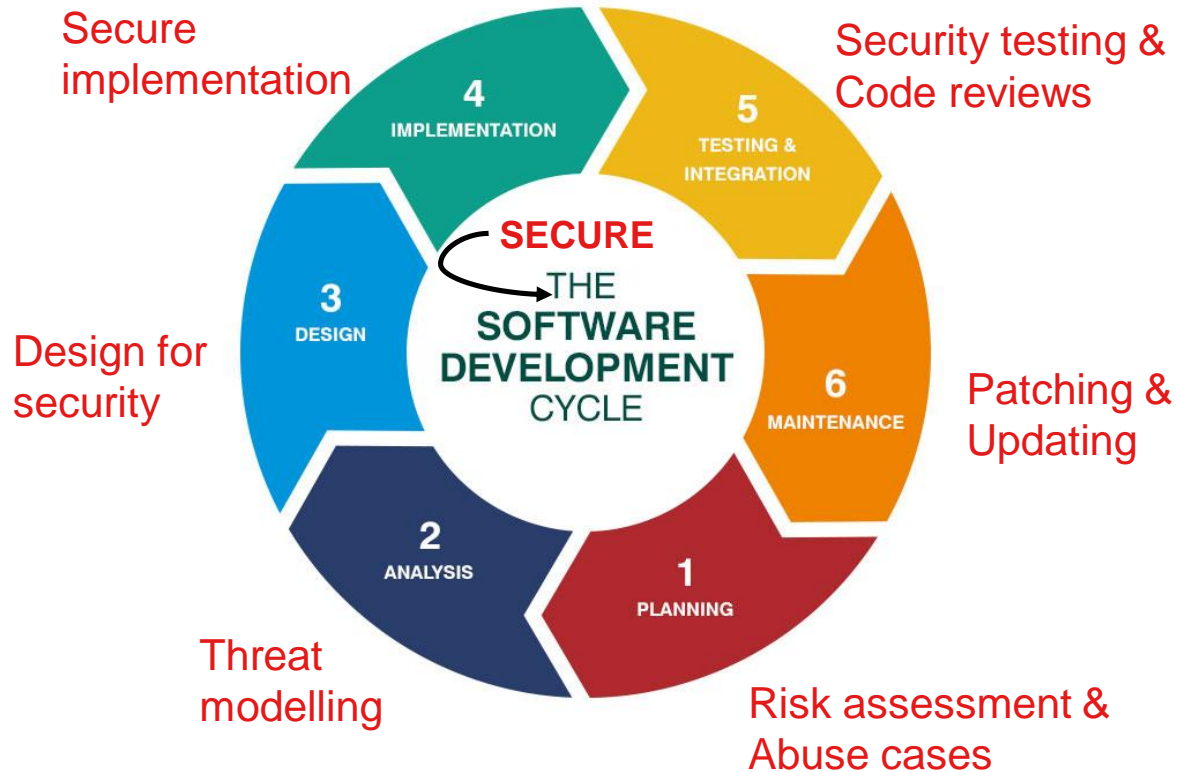 Secure
implementation
Security testing &
Code reviews
4
IMPLEMENTATION
5
TESTING &
INTEGRATION
SECURE
THE
SOFTWARE
DEVELOPMENT
CYCLE
3
DESIGN
Design for
security
6
MAINTENANCE
Patching &
Updating
2
ANALYSIS
1
PLANNING
Threat
modelling
Risk assessment &
Abuse cases